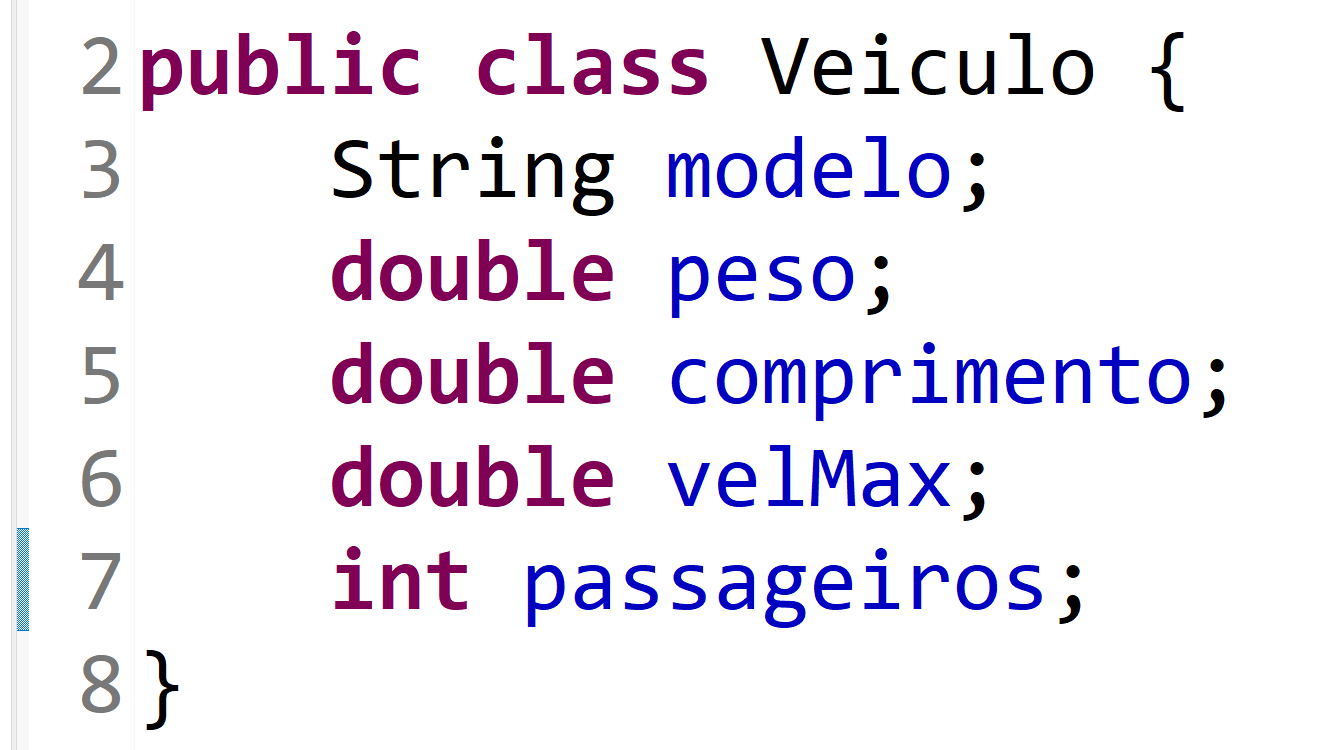 2 public class Veiculo {
3 String modelo;
4 double peso;
5 double comprimento;
6 double velMax;
7 int passageiros;
8 }